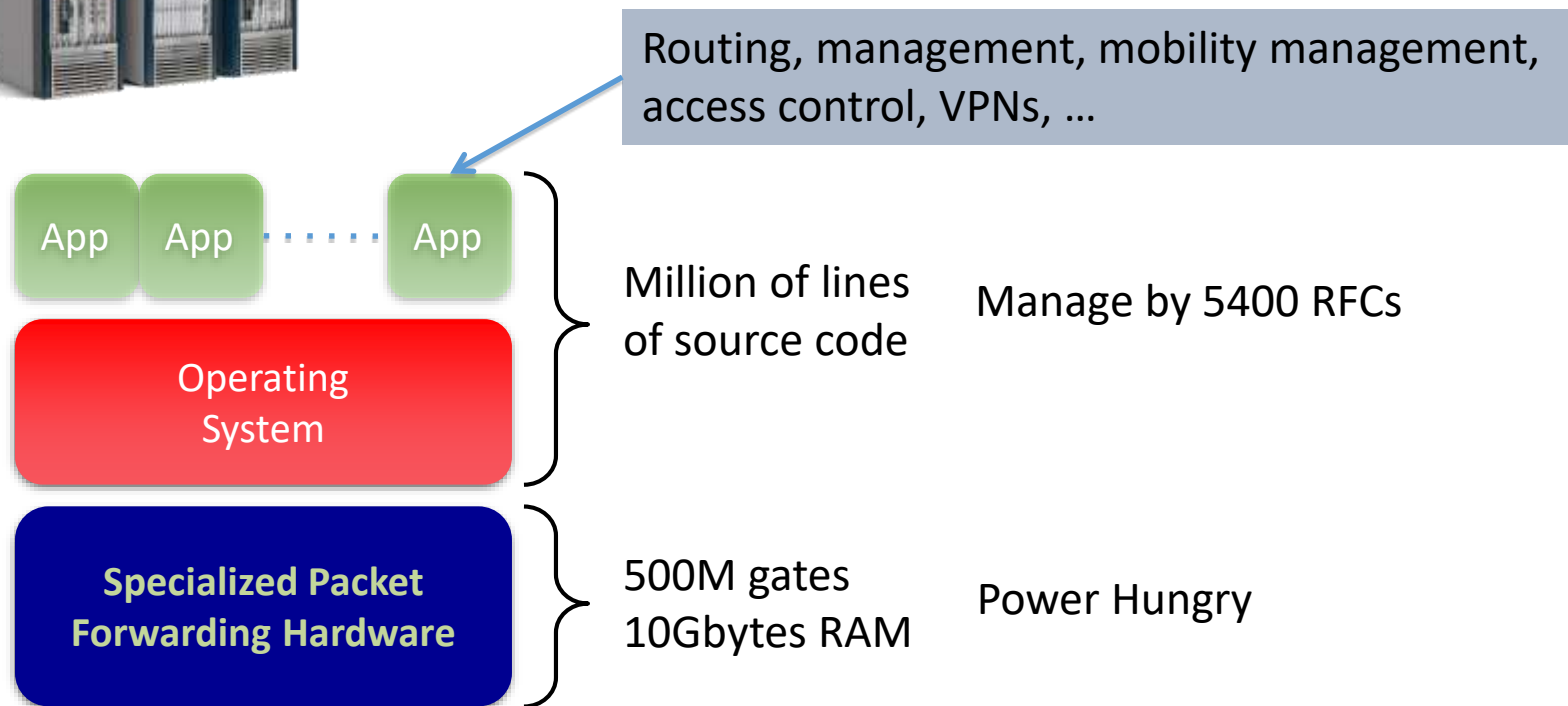 Routing, management, mobility management,
access control, VPNs, …
App
App
App
Million of lines
of source code
Manage by 5400 RFCs
Operating
System
Specialized Packet
Forwarding Hardware
500M gates
10Gbytes RAM
Power Hungry